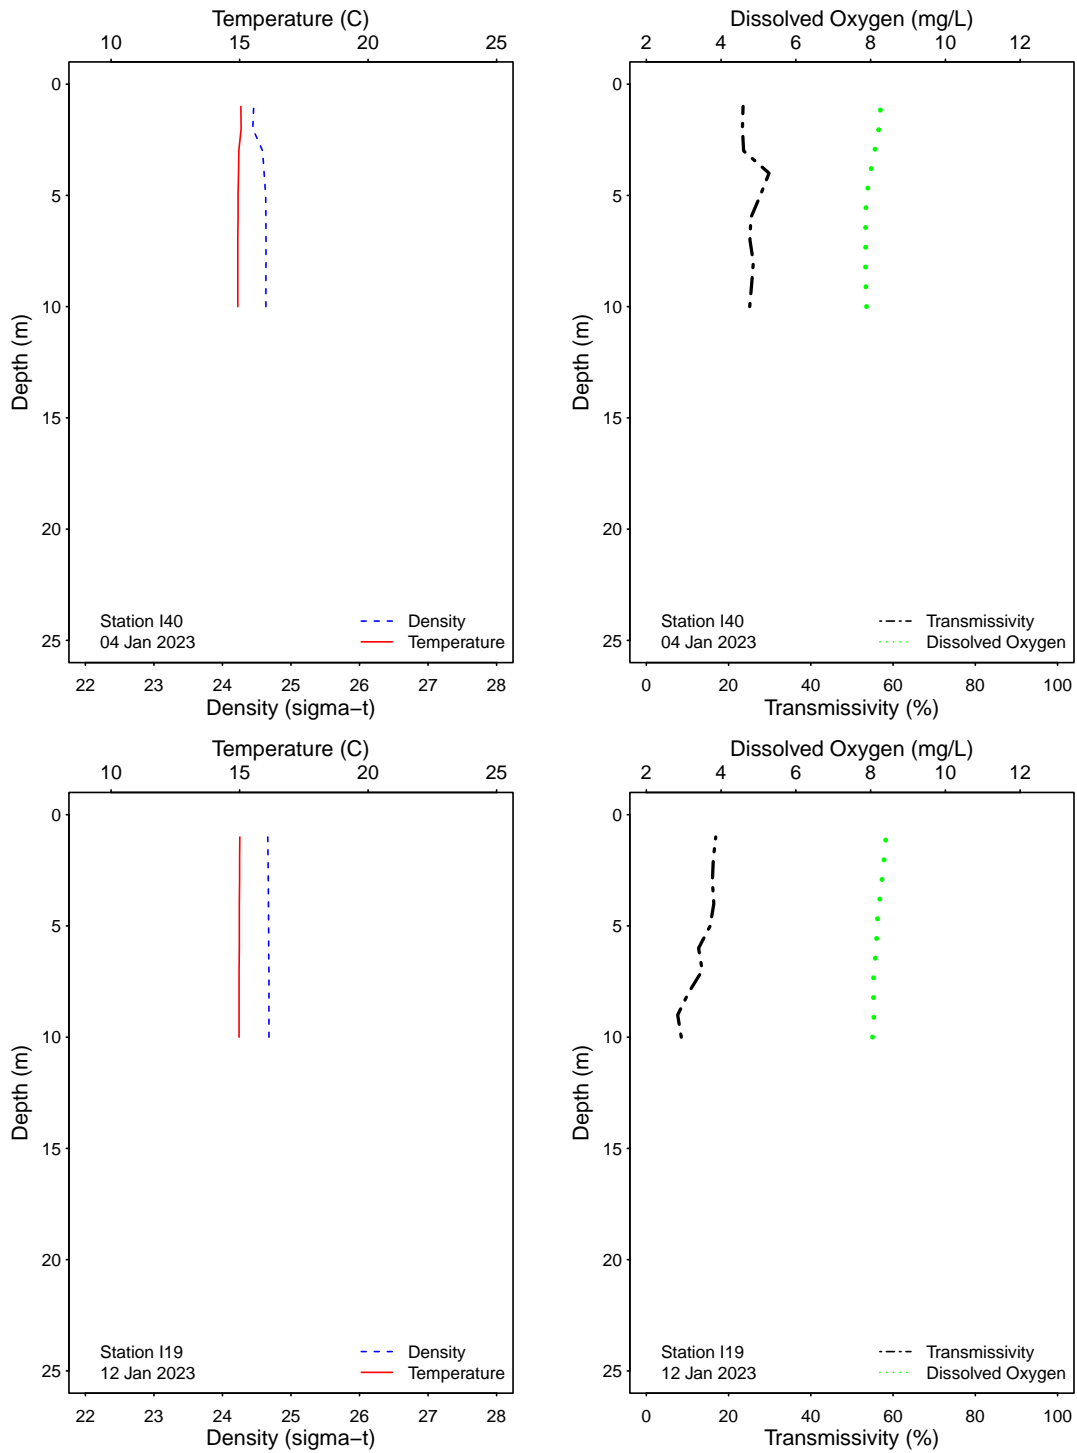 Temperature (C)
10 15 20 25
0
5
10
15
20
25
Depth (m)
Station I40
04 Jan 2023
Density
Temperature
22 23 24 25 26 27 28
Density (sigma−t)
Dissolved Oxygen (mg/L)
2 4 6 8 10 12
0
5
10
15
20
25
Depth (m)
Station I40
04 Jan 2023
Transmissivity
Dissolved Oxygen
0 20 40 60 80 100
Transmissivity (%)
Temperature (C)
10 15 20 25
0
5
10
15
20
25
Depth (m)
Station I19
12 Jan 2023
Density
Temperature
22 23 24 25 26 27 28
Density (sigma−t)
Dissolved Oxygen (mg/L)
2 4 6 8 10 12
0
5
10
15
20
25
Depth (m)
Station I19
12 Jan 2023
Transmissivity
Dissolved Oxygen
0 20 40 60 80 100
Transmissivity (%)